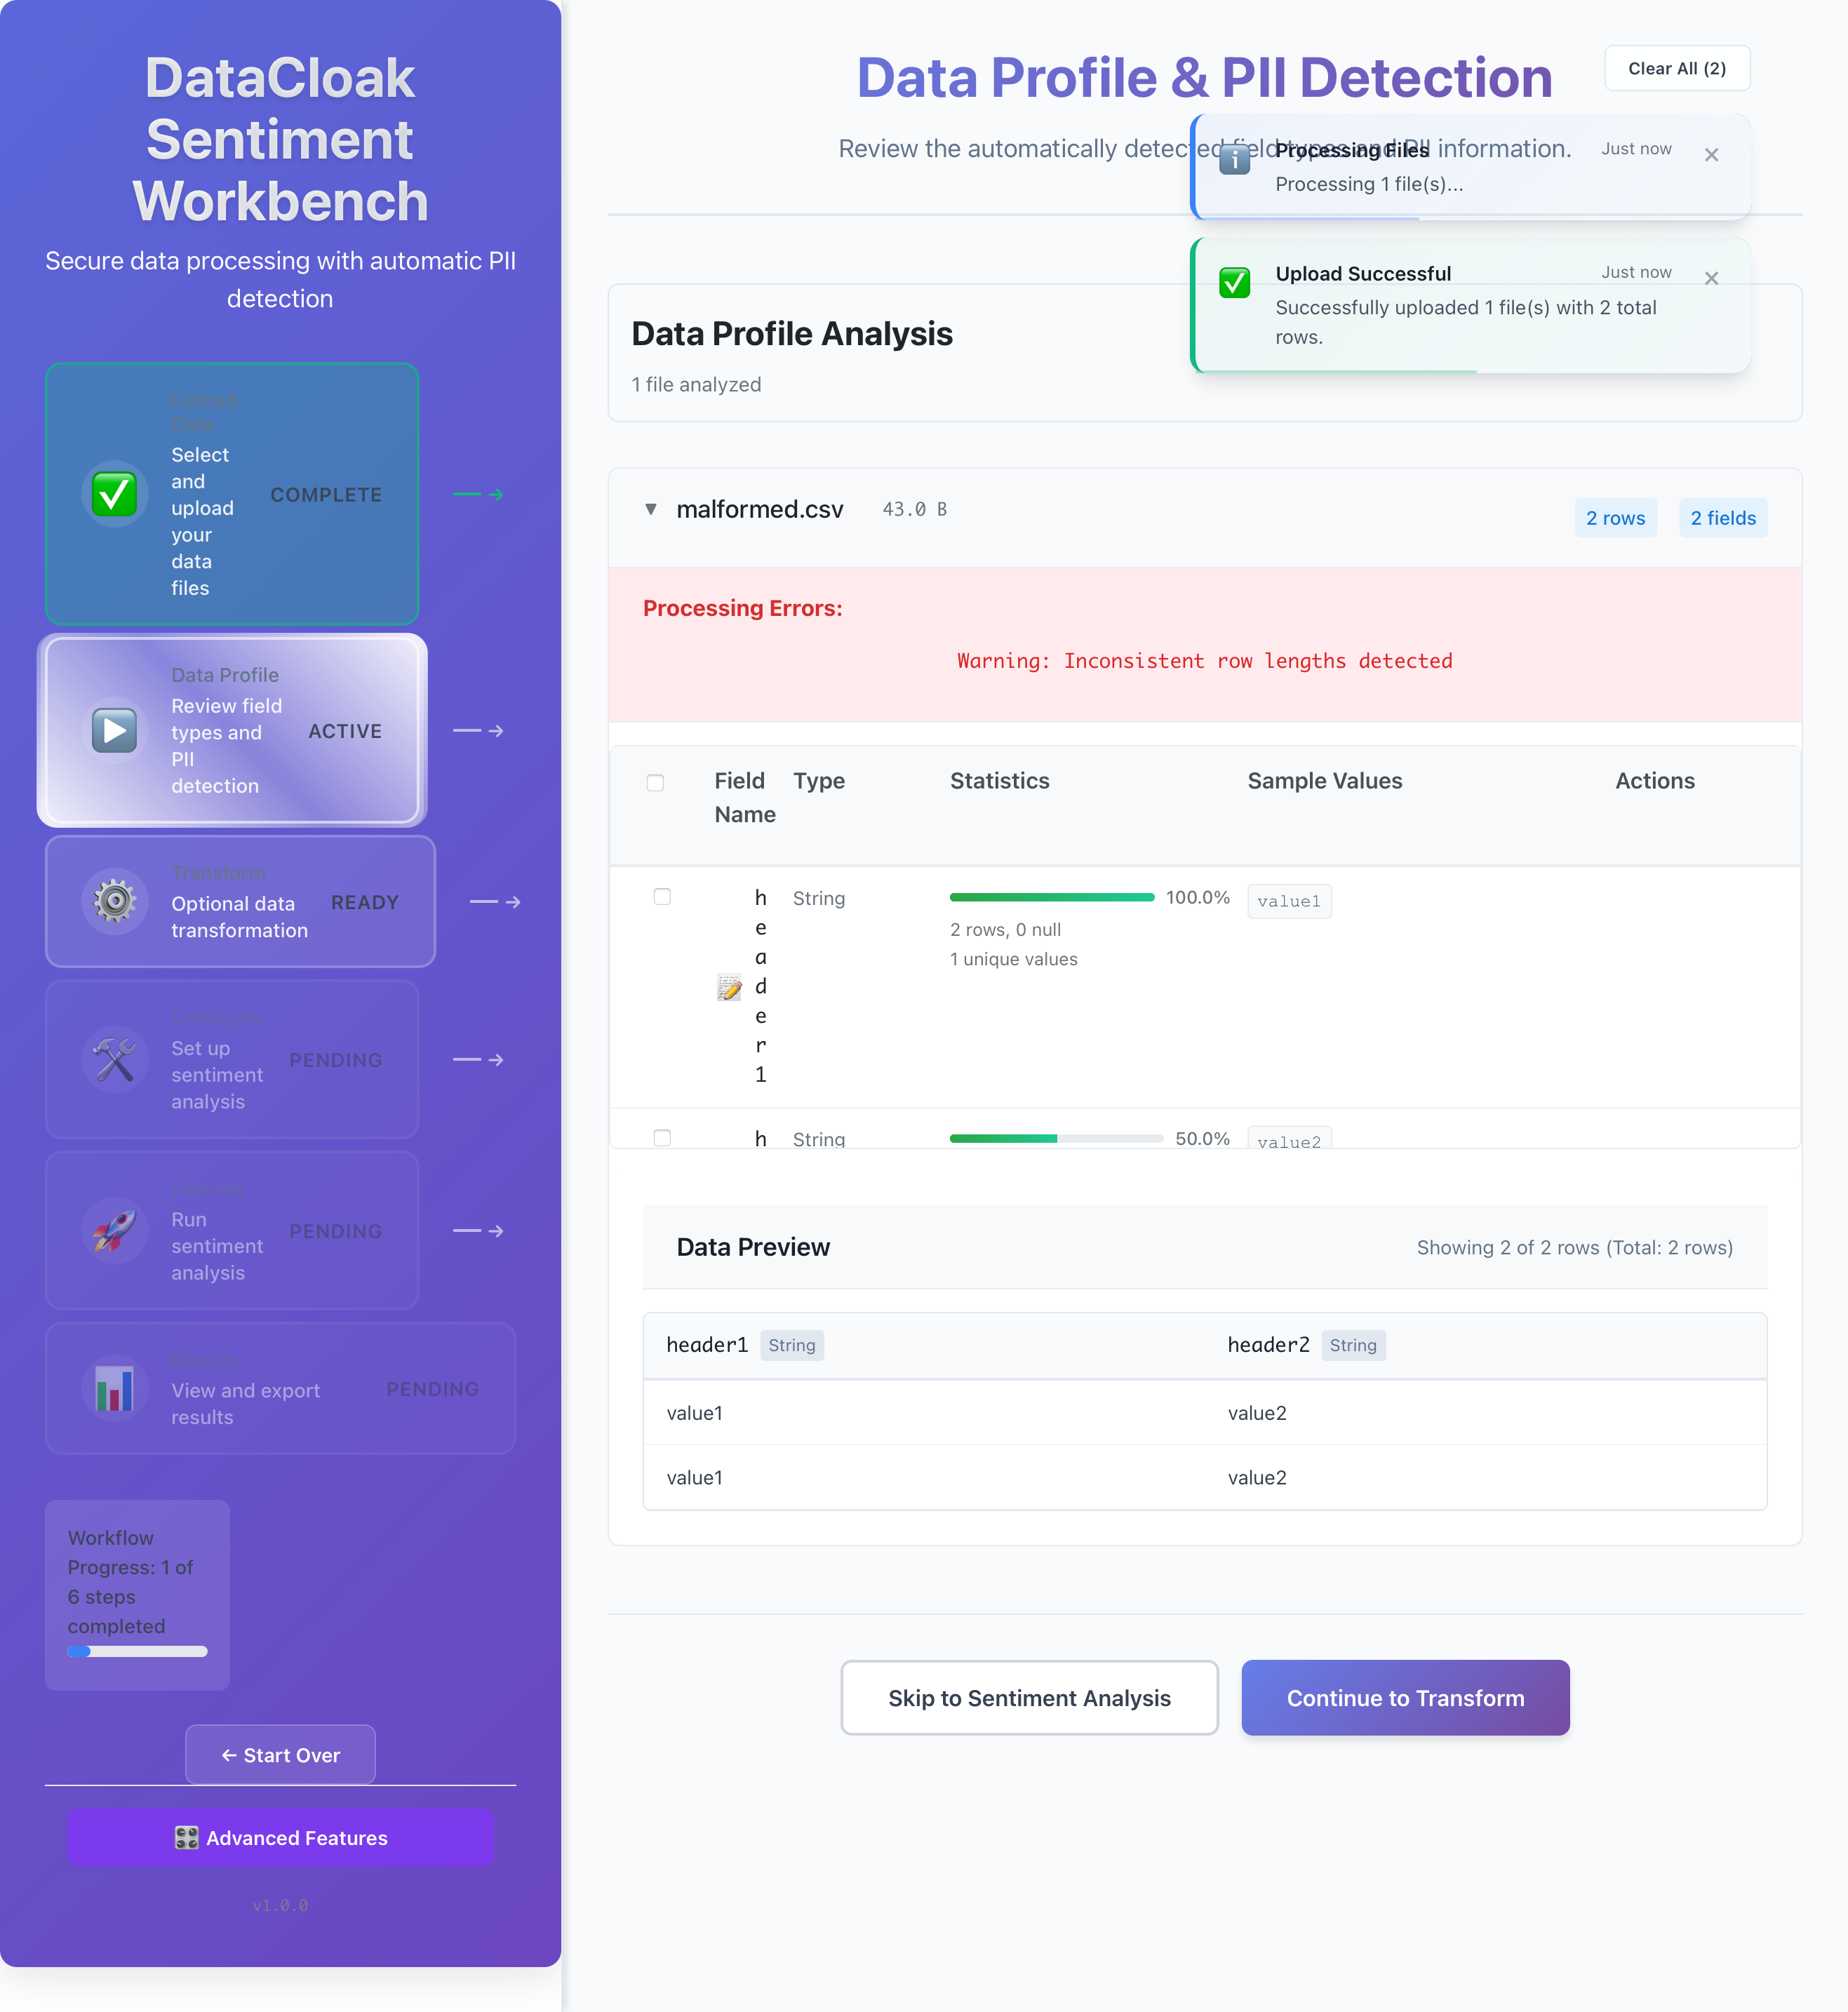 DataCloak
Sentiment
Workbench
Secure data processing with automatic PII
detection
Upload
Data
Select
and
upload
your
data
files
COMPLETE
Data Profile
Review field
types and
PII
detection
ACTIVE
Transform
Optional data
transformation
READY
Configure
Set up
sentiment
analysis
PENDING
Execute
Run
sentiment
analysis
PENDING
Results
View and export
results
PENDING
Workflow
Progress: 1 of
6 steps
completed
← Start Over
Advanced Features
v1.0.0
Data Profile & PII Detection
Clear All (2)
Review the automatically detected field types and PII information.
Processing Files
Just now
Processing 1 file(s)...
Upload Successful
Just now
Successfully uploaded 1 file(s) with 2 total
rows.
Data Profile Analysis
1 file analyzed
malformed.csv 43.0 B
2 rows 2 fields
Processing Errors:
Warning: Inconsistent row lengths detected
Field
Name
Type
Statistics
Sample Values
Actions
h
e
a
d
e
r
1
String
100.0%
2 rows, 0 null
1 unique values
value1
h
String
50.0%
value2
Data Preview
Showing 2 of 2 rows (Total: 2 rows)
header1 String header2 String
value1 value2
value1 value2
Skip to Sentiment Analysis
Continue to Transform